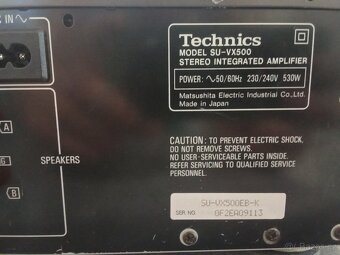 C IN ∿
Technics
MODEL SU-VX500
STEREO INTEGRATED AMPLIFIER
POWER: ∿50/60Hz 230/240V 530W
Matsushita Electric Industrial Co., Ltd.
Made in Japan
A
G
SPEAKERS
B
CAUTION: TO PREVENT ELECTRIC SHOCK,
DO NOT REMOVE SCREWS.
NO USER-SERVICEABLE PARTS INSIDE.
REFER SERVICING TO QUALIFIED SERVICE
PERSONNEL.
SU-VX500EB-K
SER NO. 0F2EA09113